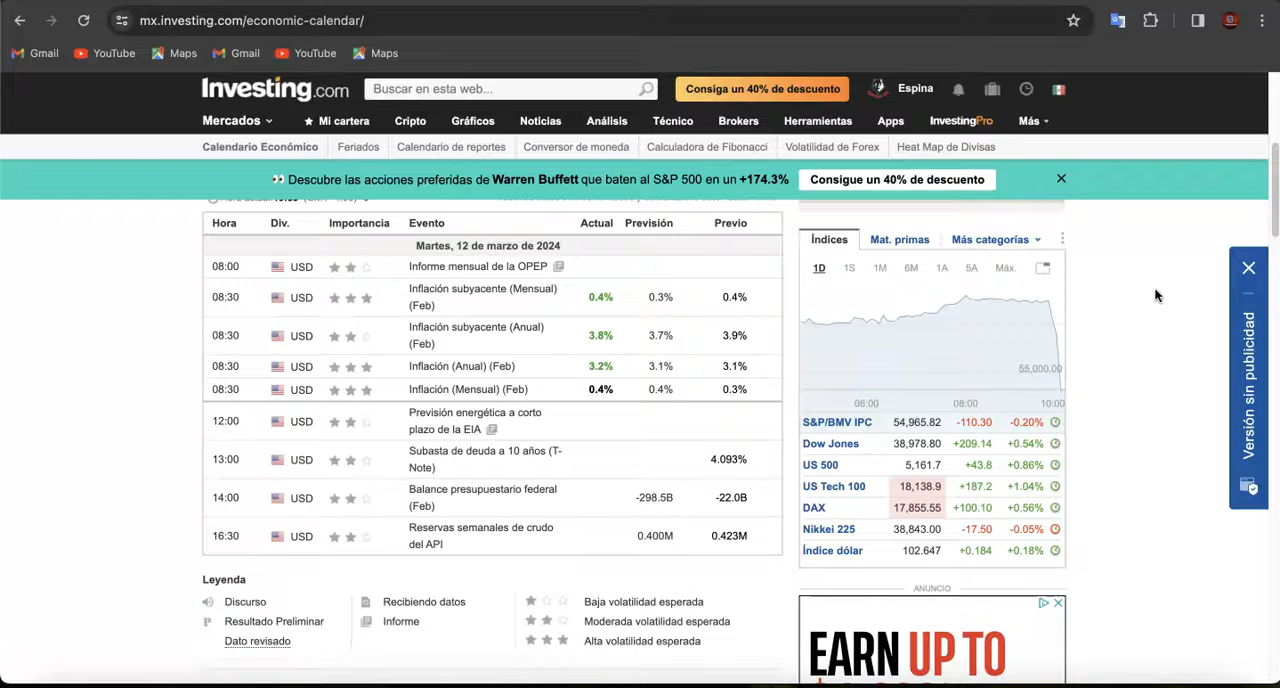 mx.investing.com/economic-calendar/
Gmail YouTube Maps Gmail YouTube Maps
Investing.com Buscar en esta web... Consiga un 40% de descuento Espina
Mercados Mi cartera Cripto Gráficos Noticias Análisis Técnico Brokers Herramientas Apps InvestingPro Más
Calendario Económico Feriados Calendario de reportes Conversor de moneda Calculadora de Fibonacci Volatilidad de Forex Heat Map de Divisas
Descubre las acciones preferidas de Warren Buffett que baten al S&P 500 en un +174.3% Consigue un 40% de descuento
Hora Div. Importancia Evento Actual Previsión Previo
Martes, 12 de marzo de 2024
08:00 USD Informe mensual de la OPEP
08:30 USD Inflación subyacente (Mensual) 0.4% 0.3% 0.4%
(Feb)
08:30 USD Inflación subyacente (Anual) 3.8% 3.7% 3.9%
(Feb)
08:30 USD Inflación (Anual) (Feb) 3.2% 3.1% 3.1%
08:30 USD Inflación (Mensual) (Feb) 0.4% 0.4% 0.3%
12:00 USD Previsión energética a corto
plazo de la EIA
13:00 USD Subasta de deuda a 10 años (T- 4.093%
Note)
14:00 USD Balance presupuestario federal -298.5B -22.0B
(Feb)
16:30 USD Reservas semanales de crudo 0.400M 0.423M
del API
Leyenda
Discurso Recibiendo datos Baja volatilidad esperada
P Resultado Preliminar Informe Moderada volatilidad esperada
Dato revisado Alta volatilidad esperada
Índices Mat. primas Más categorías
1D 1S 1M 6M 1A 5A Máx.
55,000.00
06:00 08:00 10:00
S&P/BMV IPC 54,965.82 -110.30 -0.20%
Dow Jones 38,978.80 +209.14 +0.54%
US 500 5,161.7 +43.8 +0.86%
US Tech 100 18,138.9 +187.2 +1.04%
DAX 17,855.55 +100.10 +0.56%
Nikkei 225 38,843.00 -17.50 -0.05%
Índice dólar 102.647 +0.184 +0.18%
ANUNCIO
EARN UP TO
Versión sin publicidad